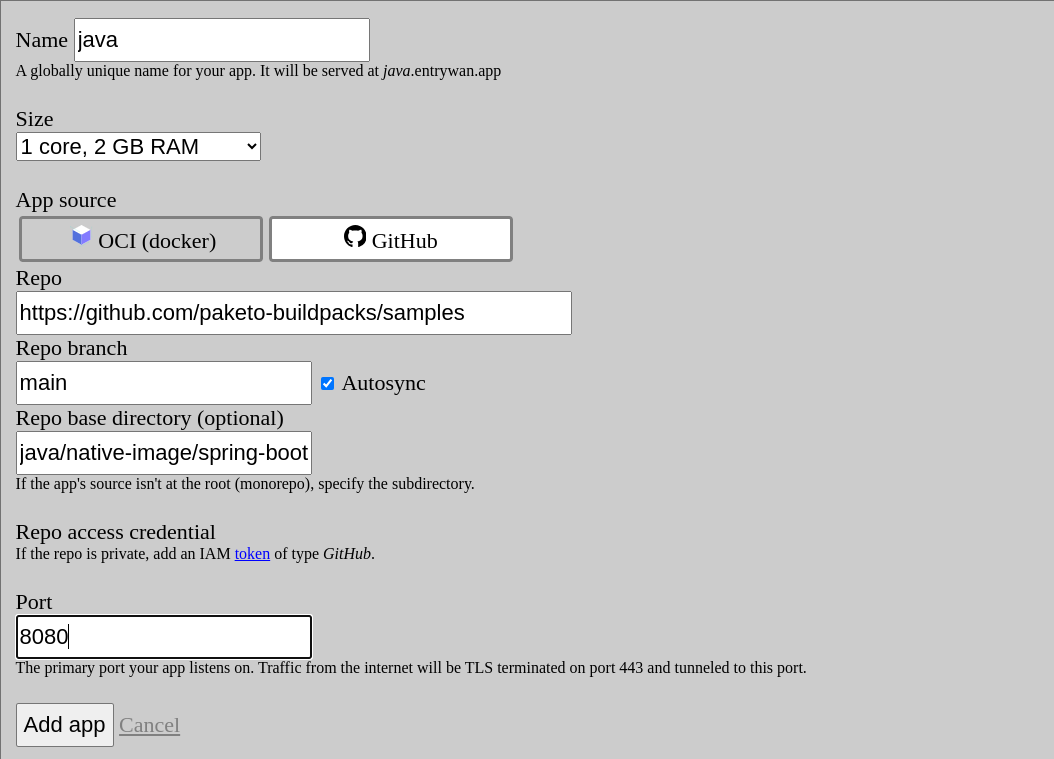 Name java
A globally unique name for your app. It will be served at java.entrywan.app
Size
1 core, 2 GB RAM
App source
OCI (docker) GitHub
Repo
https://github.com/paketo-buildpacks/samples
Repo branch
main Autosync
Repo base directory (optional)
java/native-image/spring-boot
If the app's source isn't at the root (monorepo), specify the subdirectory.
Repo access credential
If the repo is private, add an IAM token of type GitHub.
Port
8080
The primary port your app listens on. Traffic from the internet will be TLS terminated on port 443 and tunneled to this port.
Add app Cancel